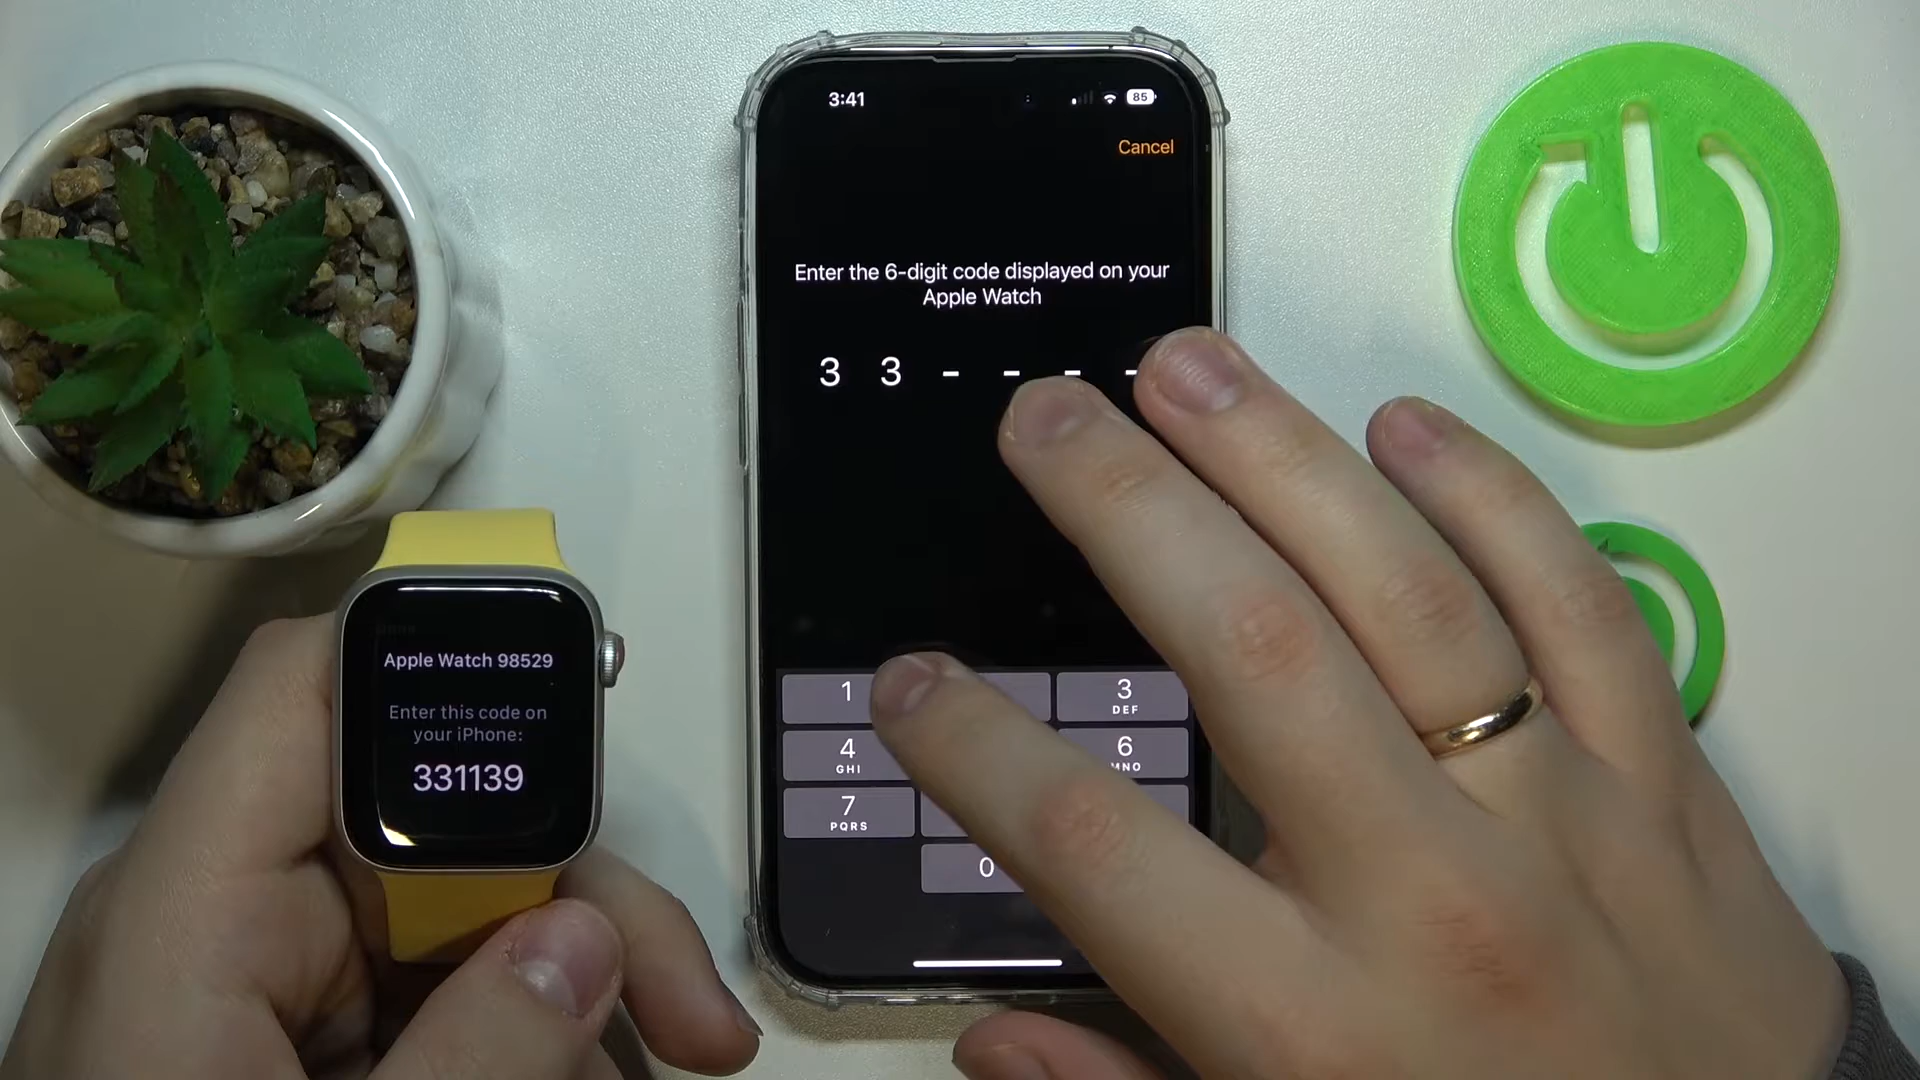 3:41
85
Cancel
Enter the 6-digit code displayed on your
Apple Watch
3 3 - - - -
1
3
DEF
4
GHI
6
MNO
7
PQRS
0
Apple Watch 98529
Enter this code on
your iPhone:
331139